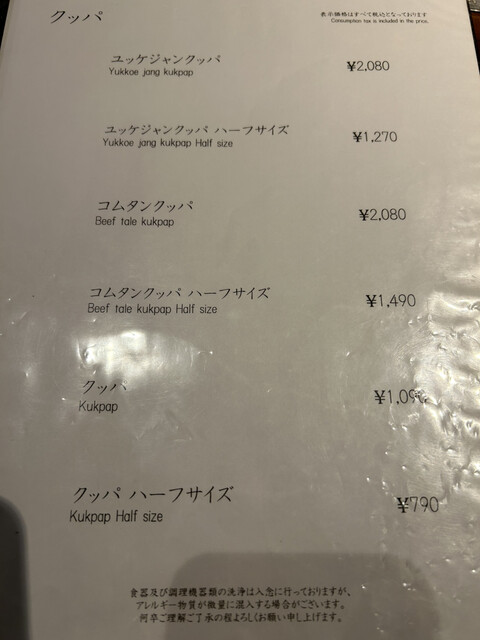 クッパ
表示価格はすべて税込となっております
Consumption tax is included in the price.
ユッケジャンクッパ
Yukkoe jang kukpap
¥2,080
ユッケジャンクッパ ハーフサイズ
Yukkoe jang kukpap Half size
¥1,270
コムタンクッパ
Beef tale kukpap
¥2,080
コムタンクッパ ハーフサイズ
Beef tale kukpap Half size
¥1,490
クッパ
Kukpap
クッパ ハーフサイズ
Kukpap Half size
¥790
食器及び調理機器類の洗浄は入念に行っておりますが、
アレルギー物質が微量に混入する場合がございます。
何卒ご理解ご了承の程よろしくお願い申し上げます。